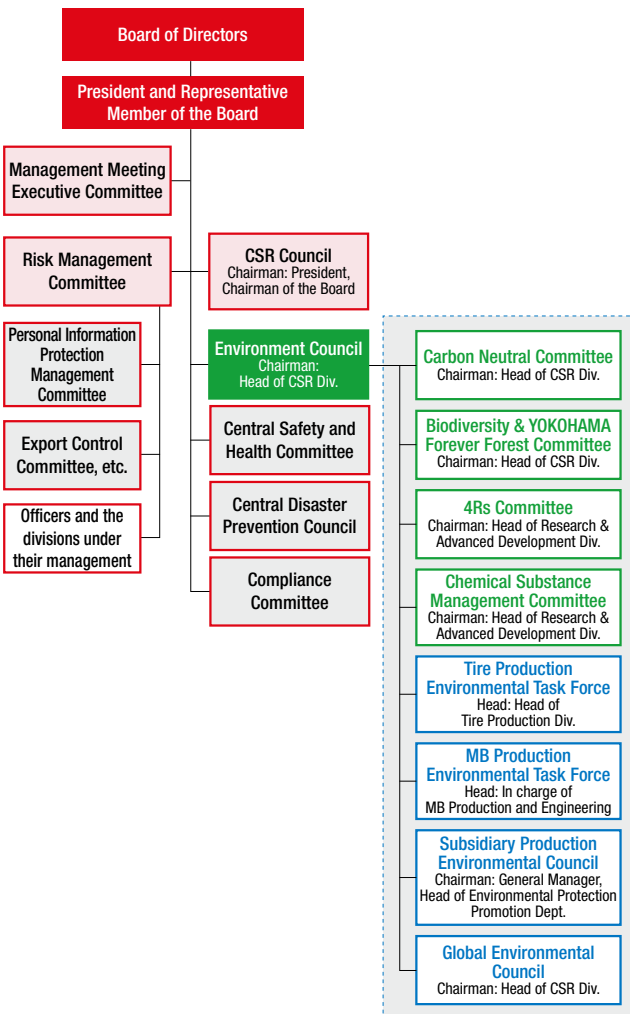 Board of Directors
President and Representative
Member of the Board
Management Meeting
Executive Committee
Risk Management
Committee
CSR Council
Chairman: President,
Chairman of the Board
Personal Information
Protection
Management
Committee
Export Control
Committee, etc.
Officers and the
divisions under
their management
Environment Council
Chairman:
Head of CSR Div.
Central Safety and
Health Committee
Central Disaster
Prevention Council
Compliance
Committee
Carbon Neutral Committee
Chairman: Head of CSR Div.
Biodiversity & YOKOHAMA
Forever Forest Committee
Chairman: Head of CSR Div.
4Rs Committee
Chairman: Head of Research &
Advanced Development Div.
Chemical Substance
Management Committee
Chairman: Head of Research &
Advanced Development Div.
Tire Production
Environmental Task Force
Head: Head of
Tire Production Div.
MB Production
Environmental Task Force
Head: In charge of
MB Production and Engineering
Subsidiary Production
Environmental Council
Chairman: General Manager,
Head of Environmental Protection
Promotion Dept.
Global Environmental
Council
Chairman: Head of CSR Div.